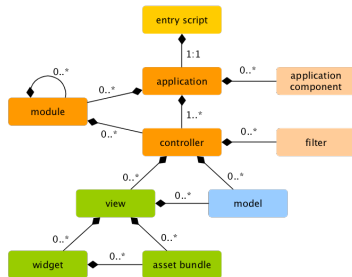 entry script
1:1
application
0..*
application
component
0..*
0..*
module
1..*
0..*
controller
0..*
filter
0..*
0..*
view
0..*
model
0..*
0..*
widget
0..*
asset bundle